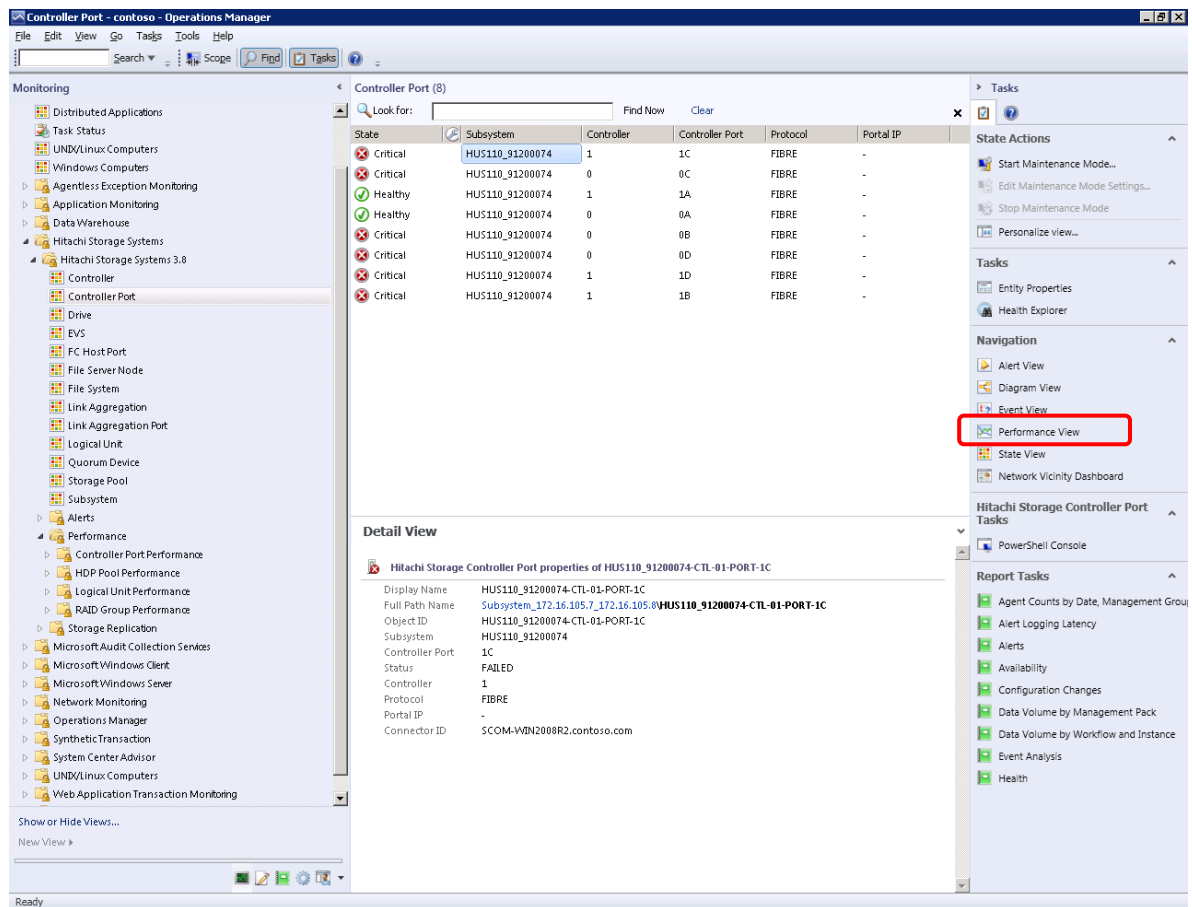 Controller Port - contoso - Operations Manager
File Edit View Go Tasks Tools Help
Search Scope Find Tasks
Monitoring
Distributed Applications
Task Status
UNIX/Linux Computers
Windows Computers
Agentless Exception Monitoring
Application Monitoring
Data Warehouse
Hitachi Storage Systems
Hitachi Storage Systems 3.8
Controller
Controller Port
Drive
EVS
FC Host Port
File Server Node
File System
Link Aggregation
Link Aggregation Port
Logical Unit
Quorum Device
Storage Pool
Subsystem
Alerts
Performance
Controller Port Performance
HDP Pool Performance
Logical Unit Performance
RAID Group Performance
Storage Replication
Microsoft Audit Collection Services
Microsoft Windows Client
Microsoft Windows Server
Network Monitoring
Operations Manager
Synthetic Transaction
System Center Advisor
UNIX/Linux Computers
Web Application Transaction Monitoring
Show or Hide Views...
New View
Controller Port (8)
Look for: Find Now Clear
State Subsystem Controller Controller Port Protocol Portal IP
Critical HUS110_91200074 1 1C FIBRE -
Critical HUS110_91200074 0 0C FIBRE -
Healthy HUS110_91200074 1 1A FIBRE -
Healthy HUS110_91200074 0 0A FIBRE -
Critical HUS110_91200074 0 0B FIBRE -
Critical HUS110_91200074 0 0D FIBRE -
Critical HUS110_91200074 1 1D FIBRE -
Critical HUS110_91200074 1 1B FIBRE -
Detail View
Hitachi Storage Controller Port properties of HUS110_91200074-CTL-01-PORT-1C
Display Name HUS110_91200074-CTL-01-PORT-1C
Full Path Name Subsystem_172.16.105.7_172.16.105.8\HUS110_91200074-CTL-01-PORT-1C
Object ID HUS110_91200074-CTL-01-PORT-1C
Subsystem HUS110_91200074
Controller Port 1C
Status FAILED
Controller 1
Protocol FIBRE
Portal IP -
Connector ID SCOM-WIN2008R2.contoso.com
Tasks
State Actions
Start Maintenance Mode...
Edit Maintenance Mode Settings...
Stop Maintenance Mode
Personalize view...
Tasks
Entity Properties
Health Explorer
Navigation
Alert View
Diagram View
Event View
Performance View
State View
Network Vicinity Dashboard
Hitachi Storage Controller Port
Tasks
PowerShell Console
Report Tasks
Agent Counts by Date, Management Group
Alert Logging Latency
Alerts
Availability
Configuration Changes
Data Volume by Management Pack
Data Volume by Workflow and Instance
Event Analysis
Health
Ready